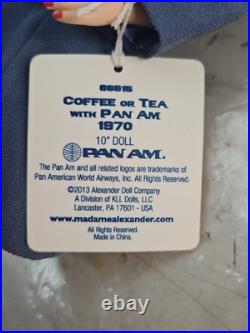 66615
COFFEE OR TEA
WITH PAN AM
1970
10" DOLL
PAN AM.
The Pan Am and all related logos are trademarks of
Pan American World Airways, Inc. All Rights Reserved.
©2013 Alexander Doll Company
A Division of KLL Dolls, LLC
Lancaster, PA 17601 - USA
www.madamealexander.com
All Rights Reserved.
Made in China.